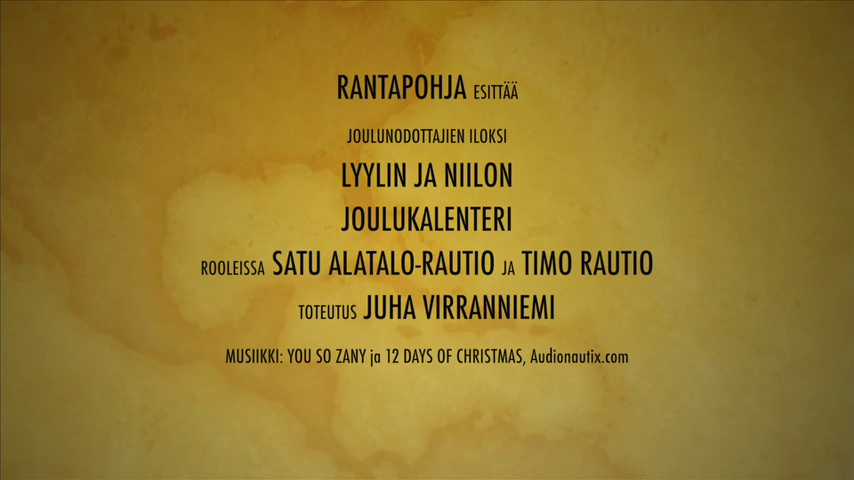 RANTAPOHJA ESITTÄÄ
JOULUNODOTTAJIEN ILOKSI
LYYLIN JA NIILON
JOULUKALENTERI
ROOLEISSA SATU ALATALO-RAUTIO JA TIMO RAUTIO
TOTEUTUS JUHA VIRRANNIEMI
MUSIIKKI: YOU SO ZANY ja 12 DAYS OF CHRISTMAS, Audionautix.com